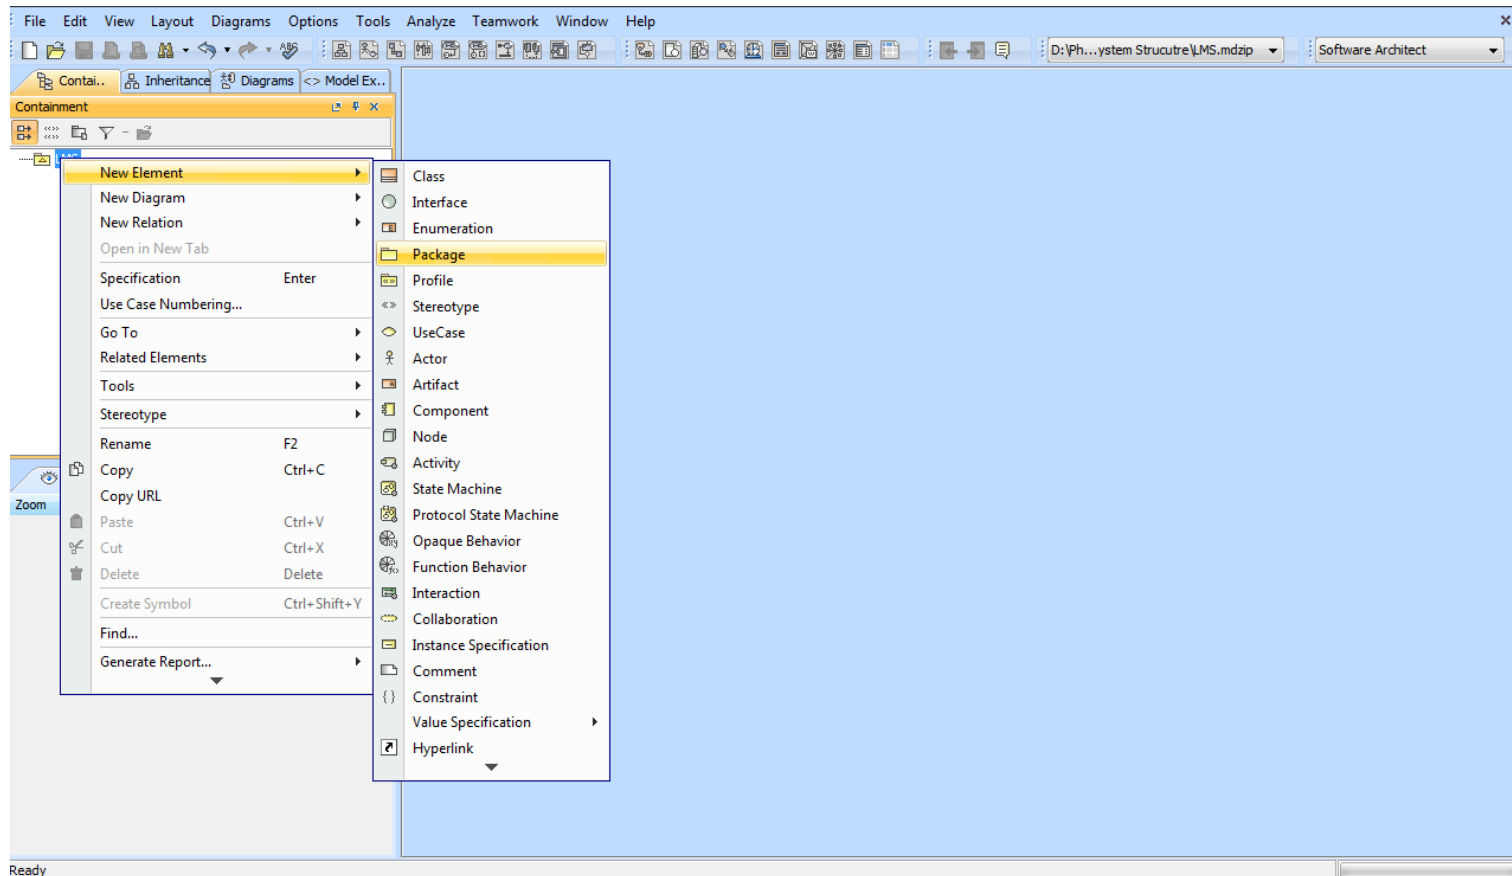 File Edit View Layout Diagrams Options Tools Analyze Teamwork Window Help
D:\Ph...ystem Strucutre\LMS.mdzip
Software Architect
Contai.. Inheritance Diagrams <> Model Ex..
Containment
LMS
New Element
New Diagram
New Relation
Open in New Tab
Specification Enter
Use Case Numbering...
Go To
Related Elements
Tools
Stereotype
Rename F2
Copy Ctrl+C
Copy URL
Paste Ctrl+V
Cut Ctrl+X
Delete Delete
Create Symbol Ctrl+Shift+Y
Find...
Generate Report...
Class
Interface
Enumeration
Package
Profile
Stereotype
UseCase
Actor
Artifact
Component
Node
Activity
State Machine
Protocol State Machine
Opaque Behavior
Function Behavior
Interaction
Collaboration
Instance Specification
Comment
Constraint
Value Specification
Hyperlink
Zoom
Ready